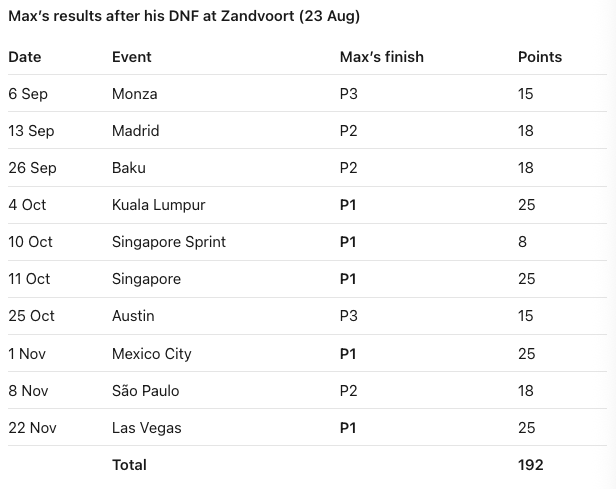 Max’s results after his DNF at Zandvoort (23 Aug)
Date Event Max’s finish Points
6 Sep Monza P3 15
13 Sep Madrid P2 18
26 Sep Baku P2 18
4 Oct Kuala Lumpur P1 25
10 Oct Singapore Sprint P1 8
11 Oct Singapore P1 25
25 Oct Austin P3 15
1 Nov Mexico City P1 25
8 Nov São Paulo P2 18
22 Nov Las Vegas P1 25
Total 192